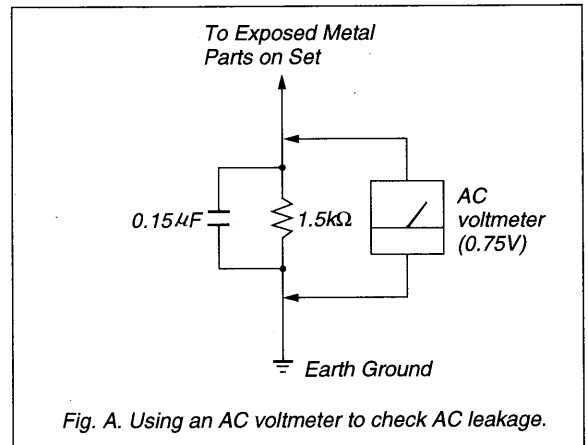 To Exposed Metal
Parts on Set
0.15μF
1.5kΩ
AC
voltmeter
(0.75V)
Earth Ground
Fig. A. Using an AC voltmeter to check AC leakage.